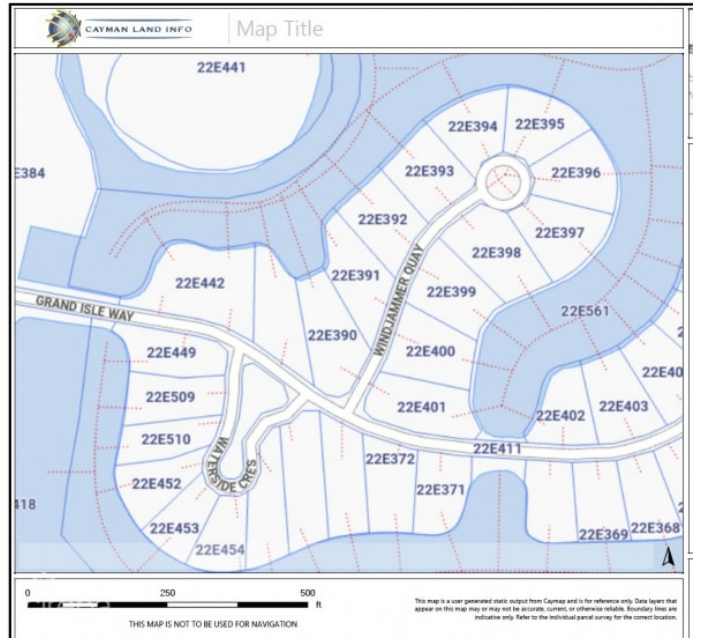 CAYMAN LAND INFO
Map Title
22E441
22E394
22E395
E384
22E393
22E396
22E392
22E397
22E398
22E391
22E442
WINDJAMMER QUAY
22E399
GRAND ISLE WAY
22E561
22E390
22E449
22E400
22E40
22E509
22E401
22E402
22E403
22E510
WATERSIDE CRES
22E411
22E372
22E452
22E371
418
22E453
22E369
22E368
22E454
0 250 500
ft
THIS MAP IS NOT TO BE USED FOR NAVIGATION
This map is a user generated static output from Caymap and is for reference only. Data layers that
appear on this map may or may not be accurate, current, or otherwise reliable. Boundary lines are
indicative only. Refer to the individual parcel survey for the correct location.